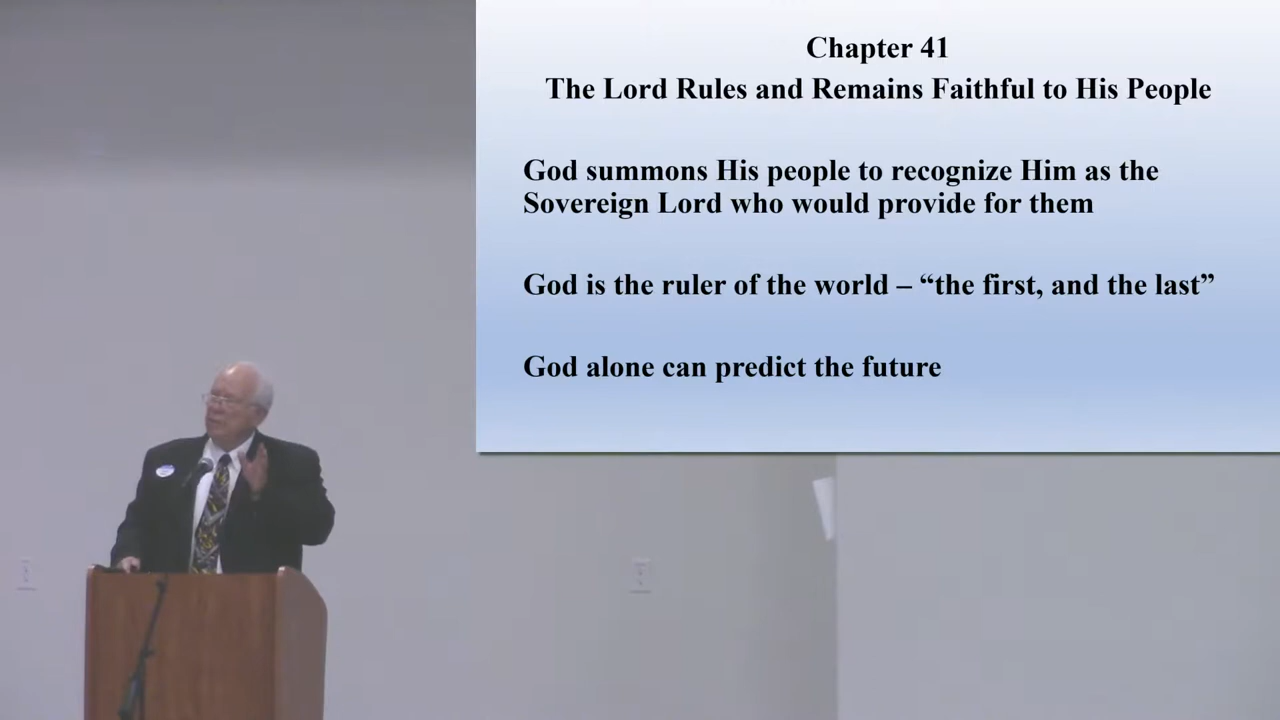 Chapter 41
The Lord Rules and Remains Faithful to His People
God summons His people to recognize Him as the
Sovereign Lord who would provide for them
God is the ruler of the world – “the first, and the last”
God alone can predict the future